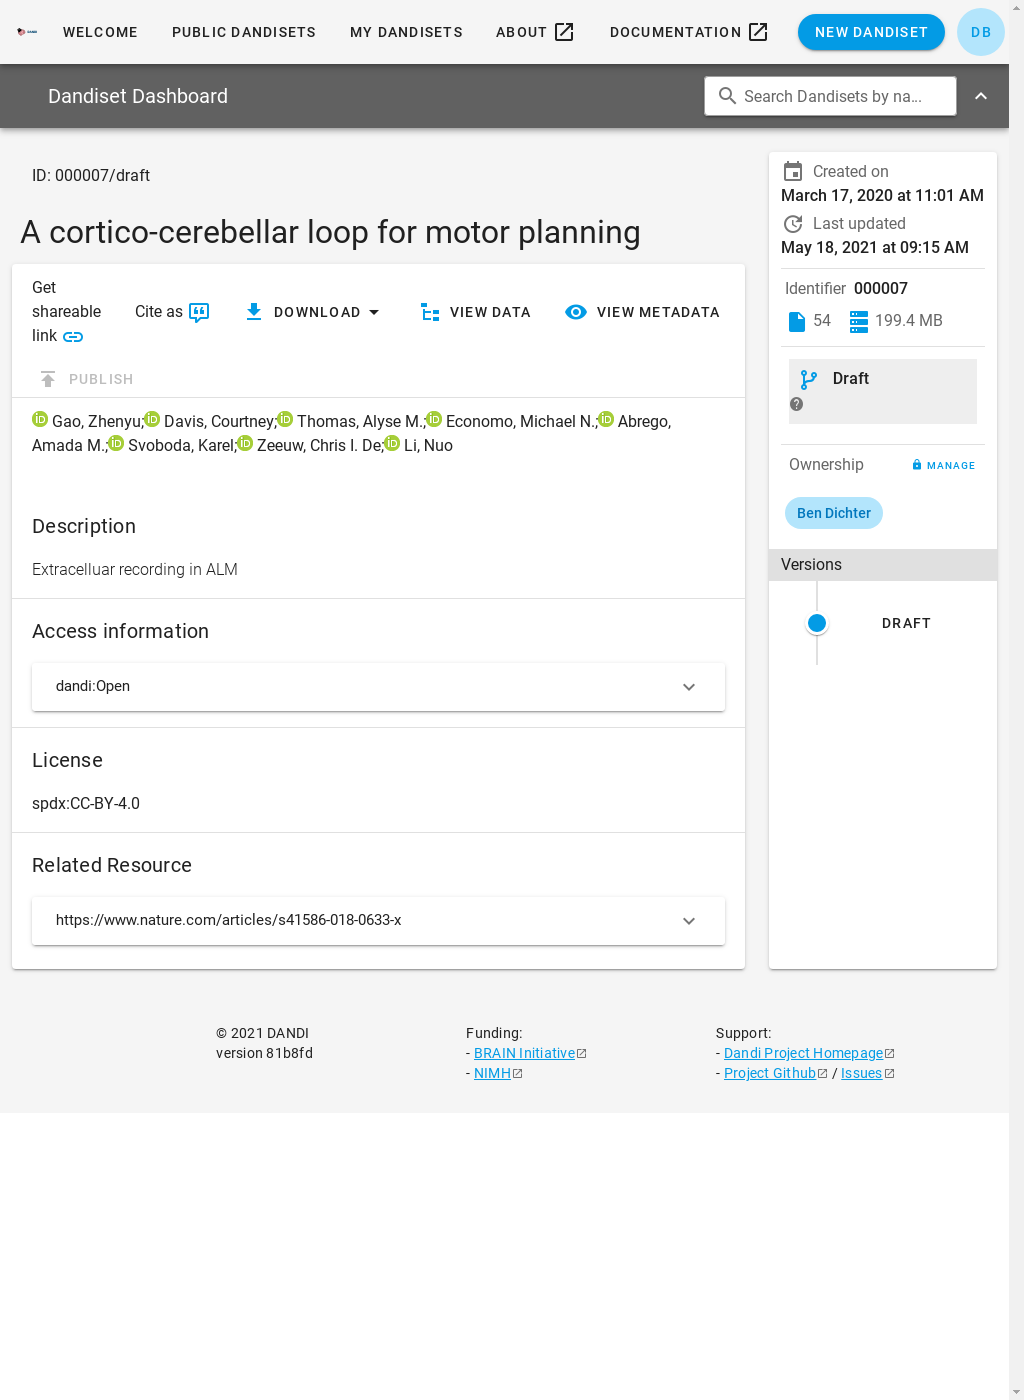 WELCOME PUBLIC DANDISETS MY DANDISETS ABOUT DOCUMENTATION NEW DANDISET DB
Dandiset Dashboard Search Dandisets by na...
ID: 000007/draft
A cortico-cerebellar loop for motor planning
Get shareable link
Cite as
DOWNLOAD
VIEW DATA
VIEW METADATA
PUBLISH
Gao, Zhenyu; Davis, Courtney; Thomas, Alyse M.; Economo, Michael N.; Abrego,
Amada M.; Svoboda, Karel; Zeeuw, Chris I. De; Li, Nuo
Description
Extracelluar recording in ALM
Access information
dandi:Open
License
spdx:CC-BY-4.0
Related Resource
https://www.nature.com/articles/s41586-018-0633-x
Created on
March 17, 2020 at 11:01 AM
Last updated
May 18, 2021 at 09:15 AM
Identifier 000007
54 199.4 MB
Draft
Ownership MANAGE
Ben Dichter
Versions
DRAFT
© 2021 DANDI
version 81b8fd
Funding:
- BRAIN Initiative
- NIMH
Support:
- Dandi Project Homepage
- Project Github / Issues